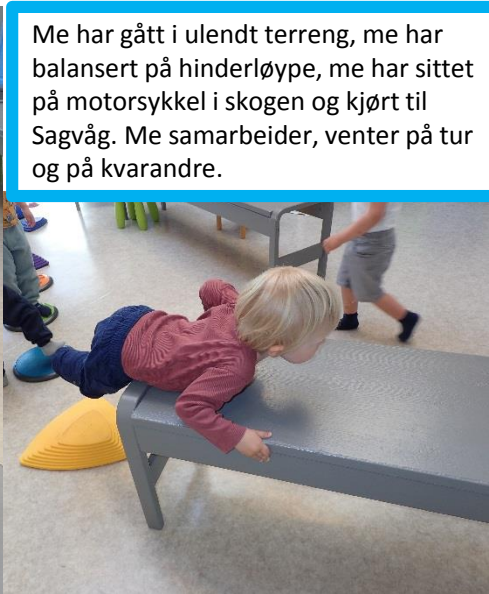 Me har gått i ulendt terreng, me har
balansert på hinderløype, me har sittet
på motorsykkel i skogen og kjørt til
Sagvåg. Me samarbeider, venter på tur
og på kvarandre.